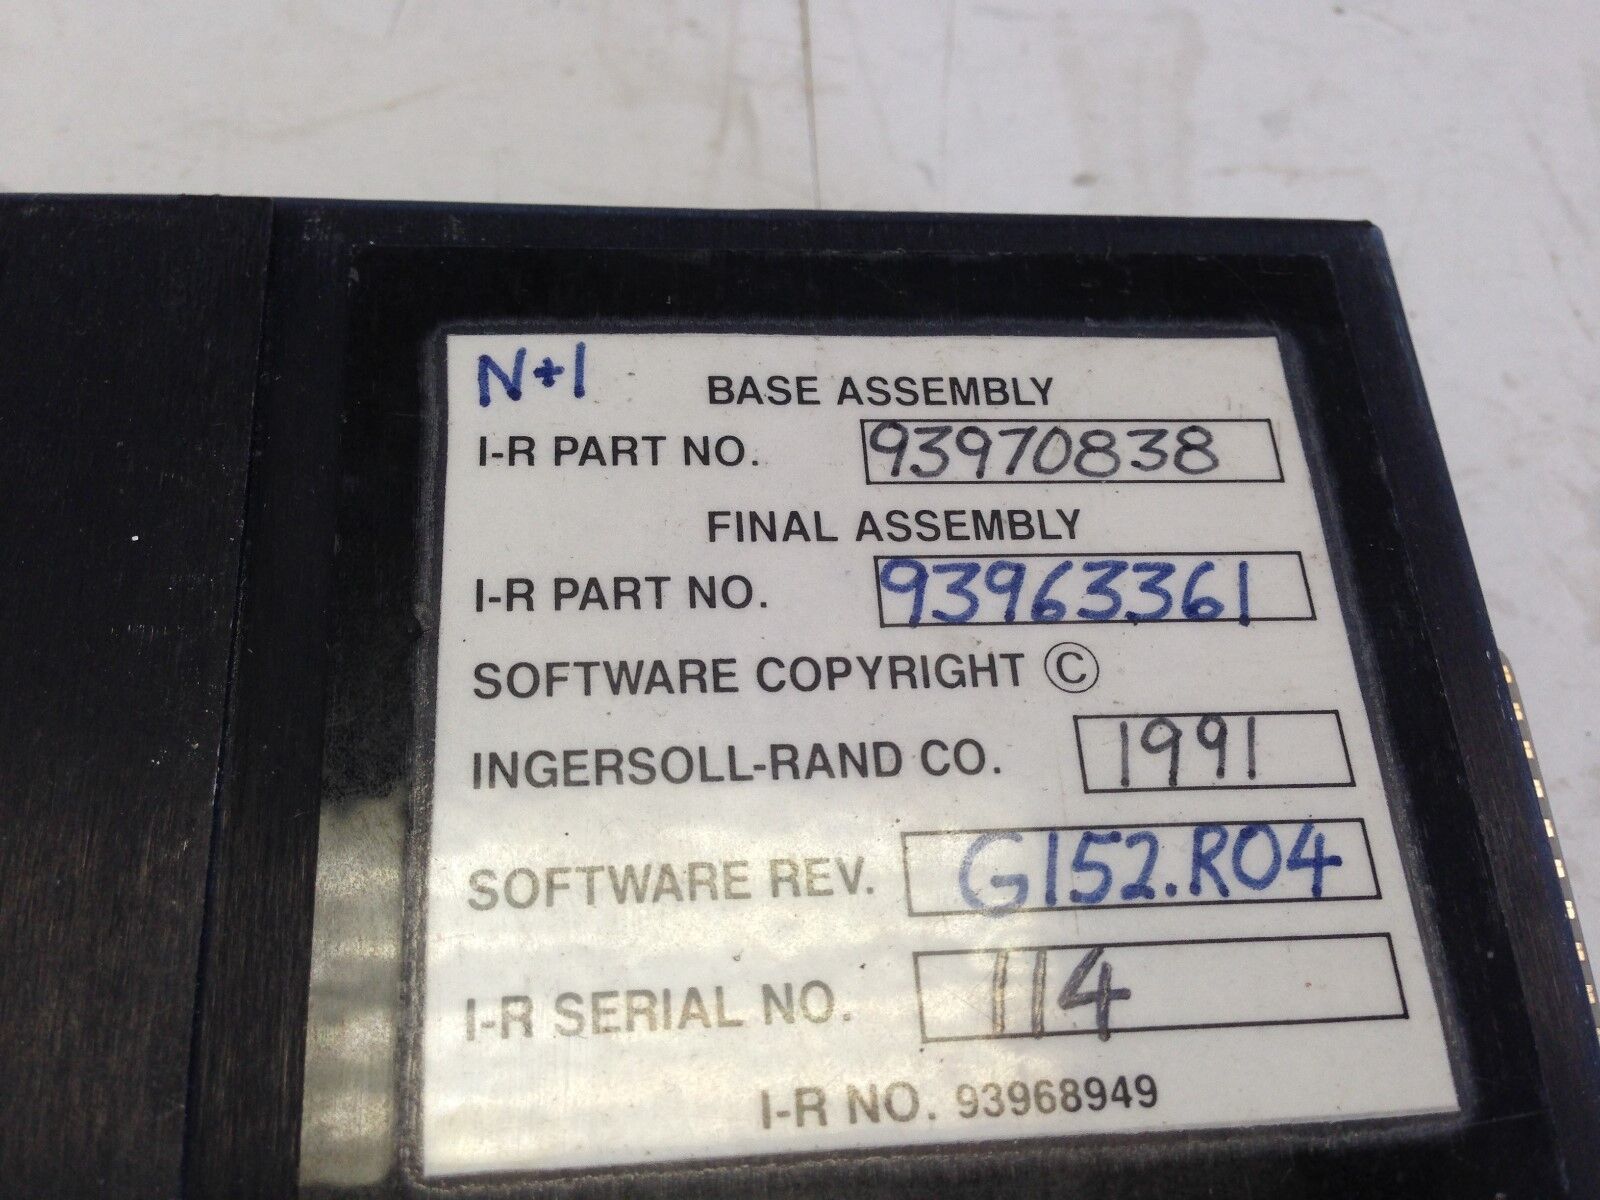 N+1 BASE ASSEMBLY
I-R PART NO. 93970838
FINAL ASSEMBLY
I-R PART NO. 93963361
SOFTWARE COPYRIGHT ©
INGERSOLL-RAND CO. 1991
SOFTWARE REV. G152.R04
I-R SERIAL NO. 114
I-R NO. 93968949